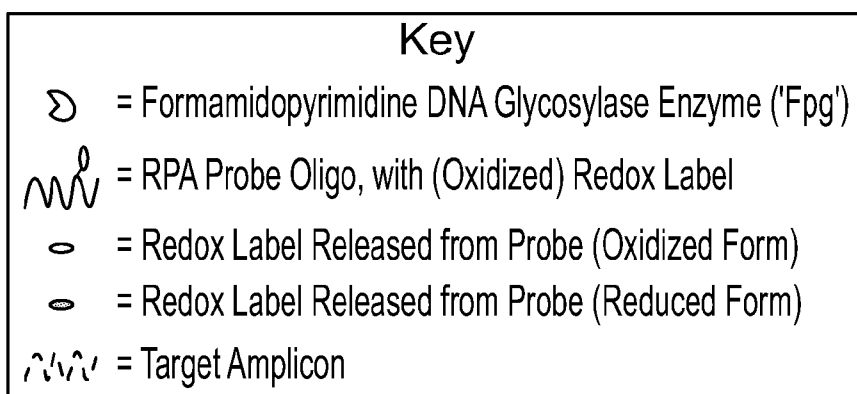 Key
= Formamidopyrimidine DNA Glycosylase Enzyme ('Fpg')
= RPA Probe Oligo, with (Oxidized) Redox Label
= Redox Label Released from Probe (Oxidized Form)
= Redox Label Released from Probe (Reduced Form)
= Target Amplicon